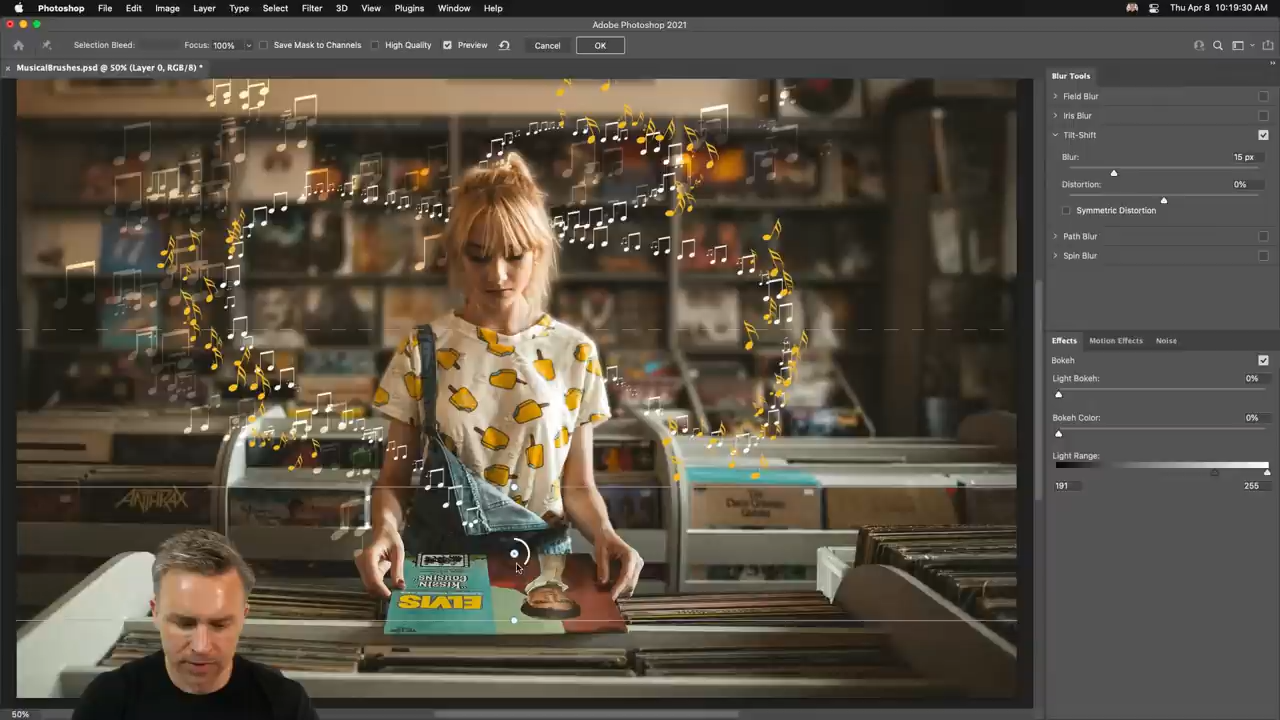 Photoshop File Edit Image Layer Type Select Filter 3D View Plugins Window Help Thu Apr 8 10:19:30 AM
Adobe Photoshop 2021
Selection Bleed: Focus: 100% Save Mask to Channels High Quality Preview Cancel OK
MusicalBrushes.psd @ 50% (Layer 0, RGB/8) *
Blur Tools
Field Blur
Iris Blur
Tilt-Shift
Blur: 15 px
Distortion: 0%
Symmetric Distortion
Path Blur
Spin Blur
Effects Motion Effects Noise
Bokeh
Light Bokeh: 0%
Bokeh Color: 0%
Light Range:
191 255
ANTHRAX
KISSIN'
COUSINS
ELVIS
50%